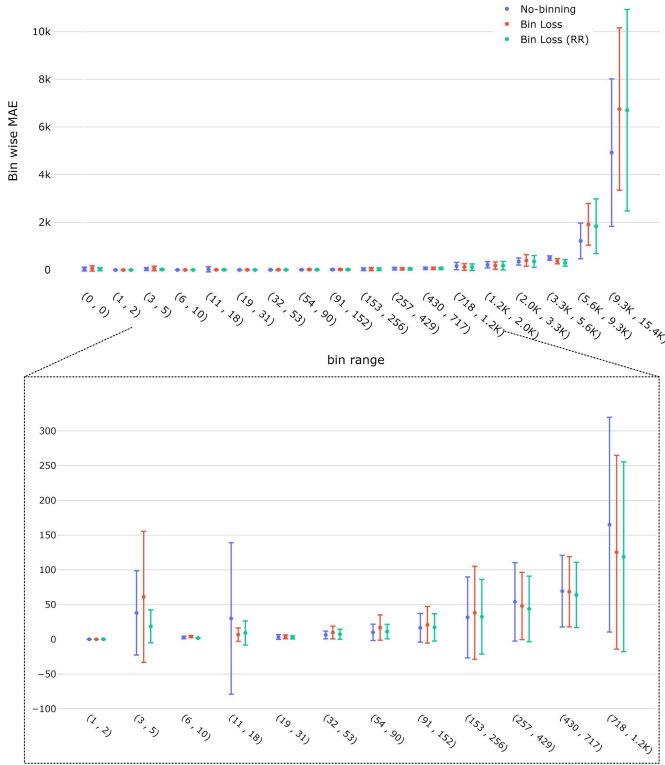 No-binning
Bin Loss
Bin Loss (RR)
Bin wise MAE
10k
8k
6k
4k
2k
0
(0 , 0)
(1 , 2)
(3 , 5)
(6 , 10)
(11 , 18)
(19 , 31)
(32 , 53)
(54 , 90)
(91 , 152)
(153 , 256)
(257 , 429)
(430 , 717)
(718 , 1.2K)
(1.2K , 2.0K)
(2.0K , 3.3K)
(3.3K , 5.6K)
(5.6K , 9.3K)
(9.3K , 15.4K)
bin range
300
250
200
150
100
50
0
−50
−100
(1 , 2)
(3 , 5)
(6 , 10)
(11 , 18)
(19 , 31)
(32 , 53)
(54 , 90)
(91 , 152)
(153 , 256)
(257 , 429)
(430 , 717)
(718 , 1.2K)